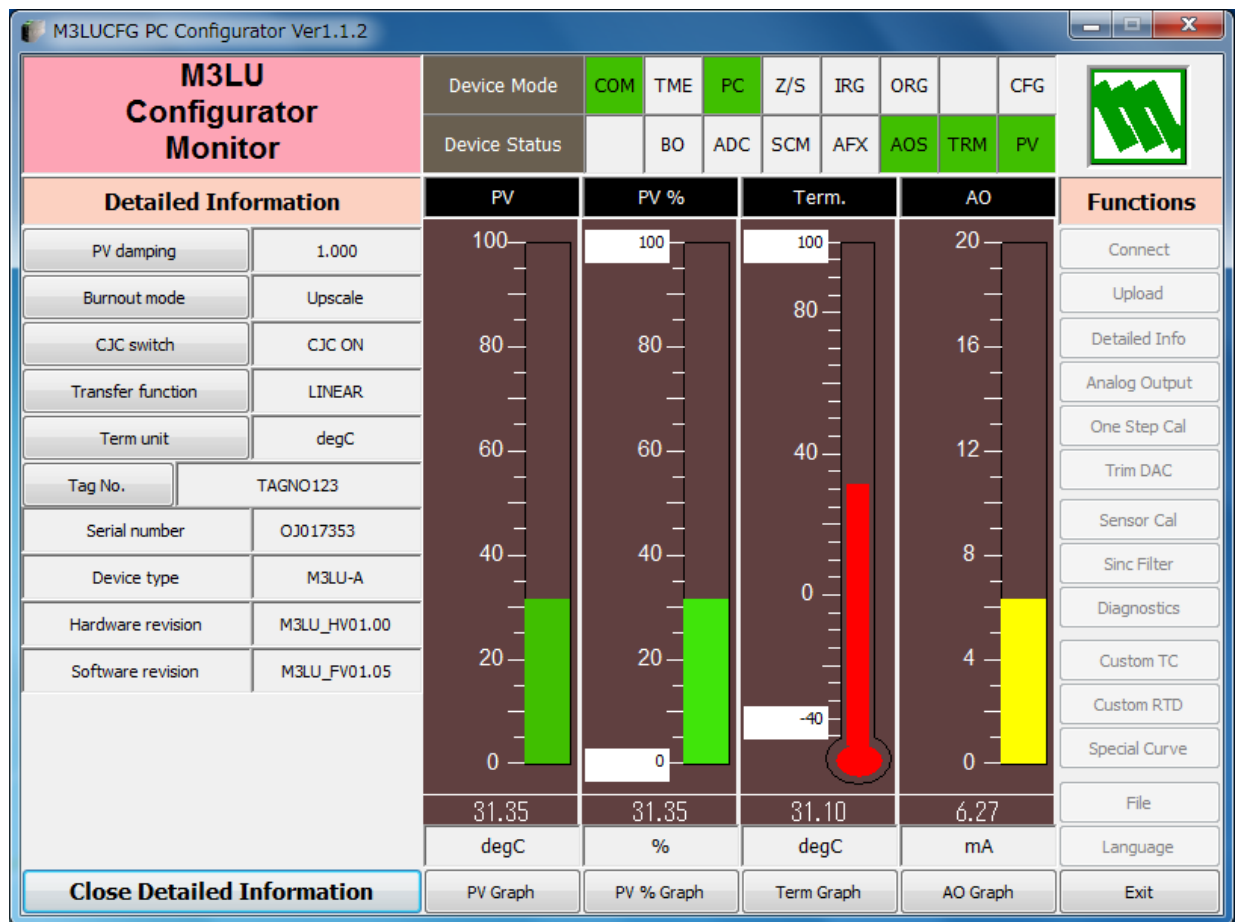 M3LUCFG PC Configurator Ver1.1.2
M3LU
Configurator
Monitor
Device Mode COM TME PC Z/S IRG ORG CFG
Device Status BO ADC SCM AFX AOS TRM PV
Detailed Information
PV damping 1.000
Burnout mode Upscale
CJC switch CJC ON
Transfer function LINEAR
Term unit degC
Tag No. TAGNO123
Serial number OJ017353
Device type M3LU-A
Hardware revision M3LU_HV01.00
Software revision M3LU_FV01.05
Close Detailed Information
PV
100
80
60
40
20
0
31.35
degC
PV Graph
PV %
100
80
60
40
20
0
31.35
%
PV % Graph
Term.
100
80
40
0
-40
31.10
degC
Term Graph
AO
20
16
12
8
4
0
6.27
mA
AO Graph
Functions
Connect
Upload
Detailed Info
Analog Output
One Step Cal
Trim DAC
Sensor Cal
Sinc Filter
Diagnostics
Custom TC
Custom RTD
Special Curve
File
Language
Exit